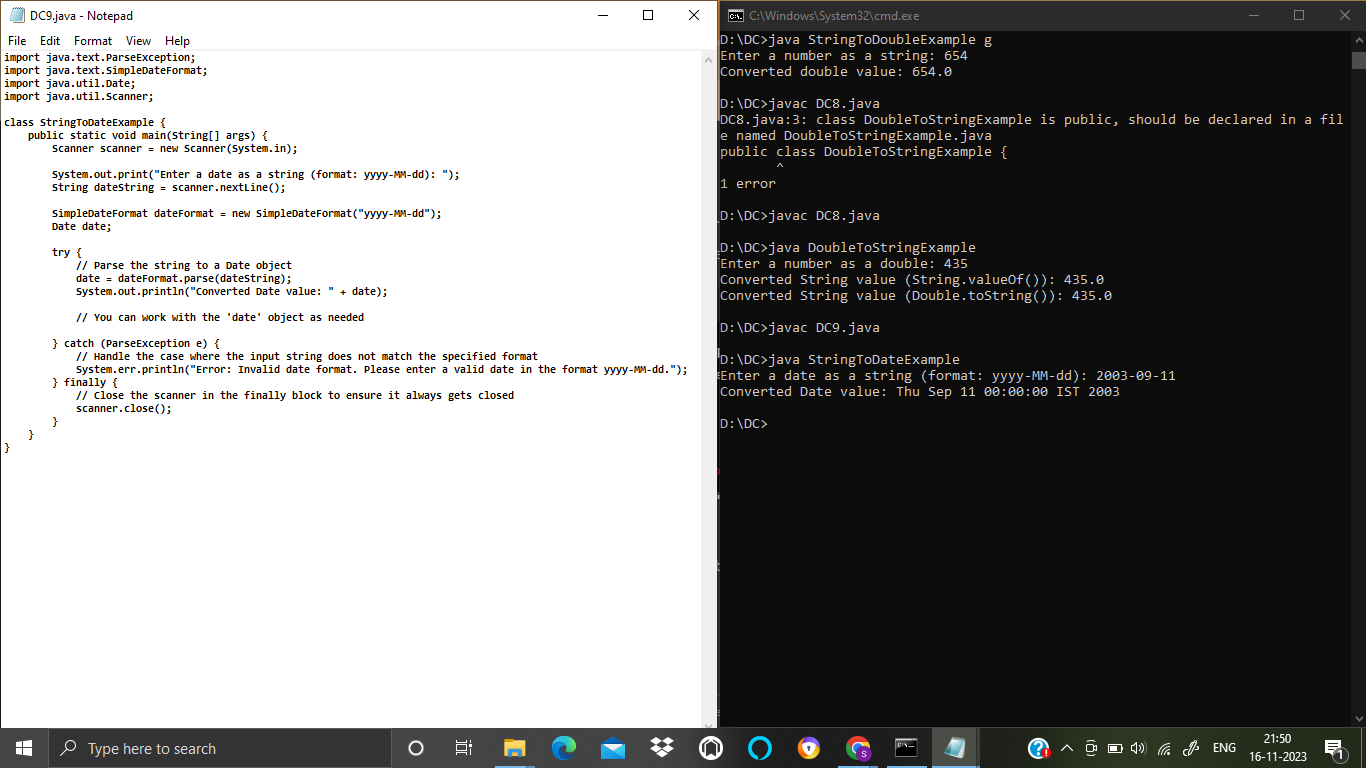 DC9.java - Notepad
File Edit Format View Help
import java.text.ParseException;
import java.text.SimpleDateFormat;
import java.util.Date;
import java.util.Scanner;
class StringToDateExample {
public static void main(String[] args) {
Scanner scanner = new Scanner(System.in);
System.out.print("Enter a date as a string (format: yyyy-MM-dd): ");
String dateString = scanner.nextLine();
SimpleDateFormat dateFormat = new SimpleDateFormat("yyyy-MM-dd");
Date date;
try {
// Parse the string to a Date object
date = dateFormat.parse(dateString);
System.out.println("Converted Date value: " + date);
// You can work with the 'date' object as needed
} catch (ParseException e) {
// Handle the case where the input string does not match the specified format
System.err.println("Error: Invalid date format. Please enter a valid date in the format yyyy-MM-dd.");
} finally {
// Close the scanner in the finally block to ensure it always gets closed
scanner.close();
}
}
}
C:\Windows\System32\cmd.exe
D:\DC>java StringToDoubleExample g
Enter a number as a string: 654
Converted double value: 654.0
D:\DC>javac DC8.java
DC8.java:3: class DoubleToStringExample is public, should be declared in a fil
e named DoubleToStringExample.java
public class DoubleToStringExample {
^
1 error
D:\DC>javac DC8.java
D:\DC>java DoubleToStringExample
Enter a number as a double: 435
Converted String value (String.valueOf()): 435.0
Converted String value (Double.toString()): 435.0
D:\DC>javac DC9.java
D:\DC>java StringToDateExample
Enter a date as a string (format: yyyy-MM-dd): 2003-09-11
Converted Date value: Thu Sep 11 00:00:00 IST 2003
D:\DC>
Type here to search
ENG
21:50
16-11-2023
1